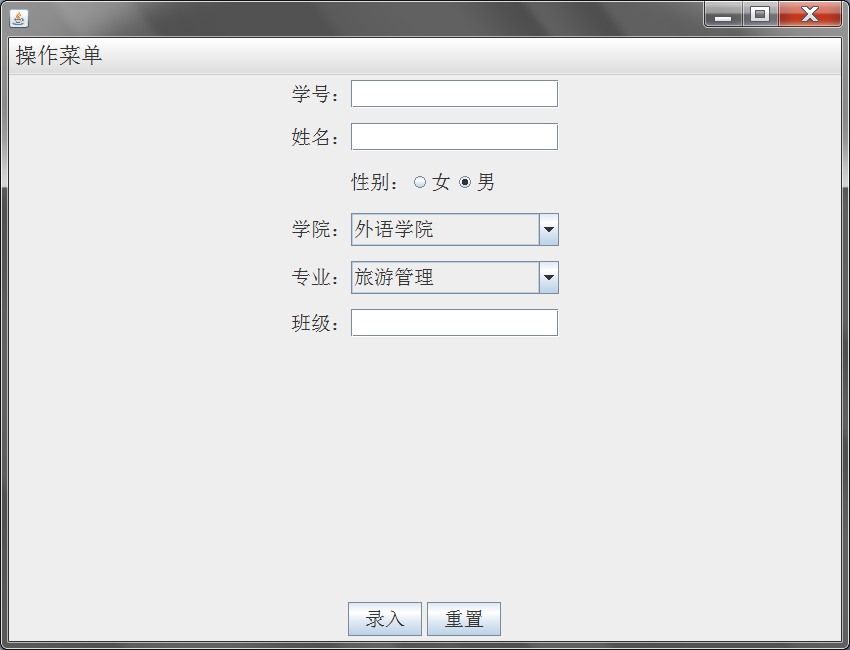 操作菜单
学号：
姓名：
性别： 女 男
学院： 外语学院
专业： 旅游管理
班级：
录入 重置